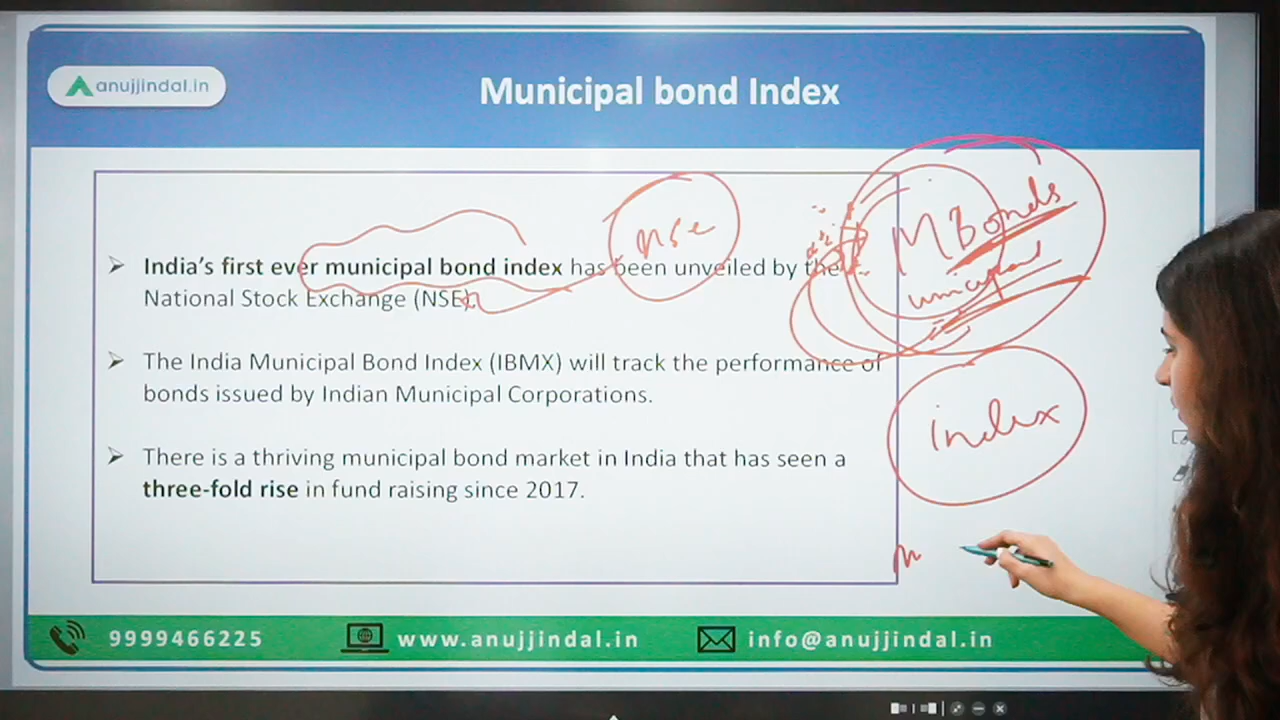 anujjindal.in
Municipal bond Index
➢ India's first ever municipal bond index has been unveiled by the
National Stock Exchange (NSE).
➢ The India Municipal Bond Index (IBMX) will track the performance of
bonds issued by Indian Municipal Corporations.
➢ There is a thriving municipal bond market in India that has seen a
three-fold rise in fund raising since 2017.
nse
M Bonds
index
m
9999466225
www.anujjindal.in
info@anujjindal.in